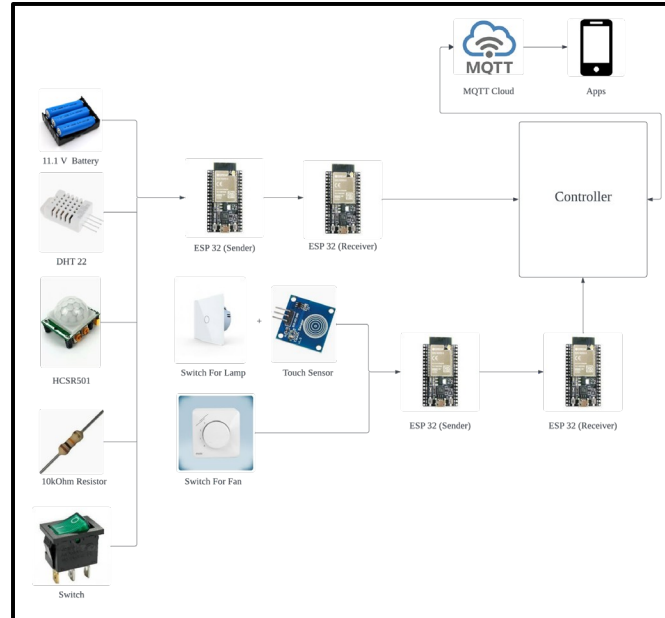 MQTT
MQTT Cloud
Apps
11.1 V Battery
Controller
DHT 22
ESP 32 (Sender)
ESP 32 (Receiver)
HCSR501
Switch For Lamp
+
Touch Sensor
ESP 32 (Sender)
ESP 32 (Receiver)
10kOhm Resistor
Switch For Fan
Switch